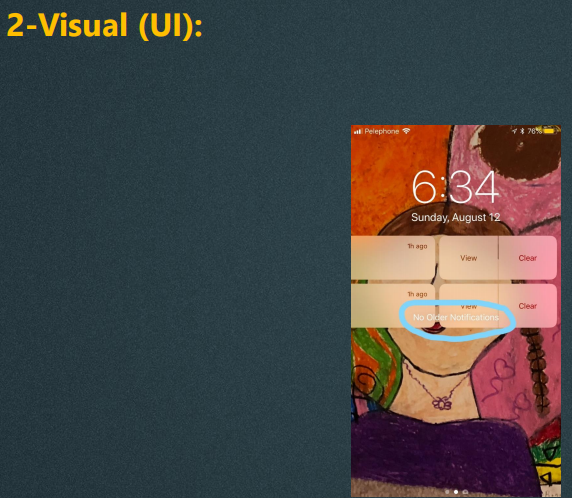 2-Visual (UI):
Pelephone 76%
6:34
Sunday, August 12
1h ago View Clear
1h ago View Clear
No Older Notifications